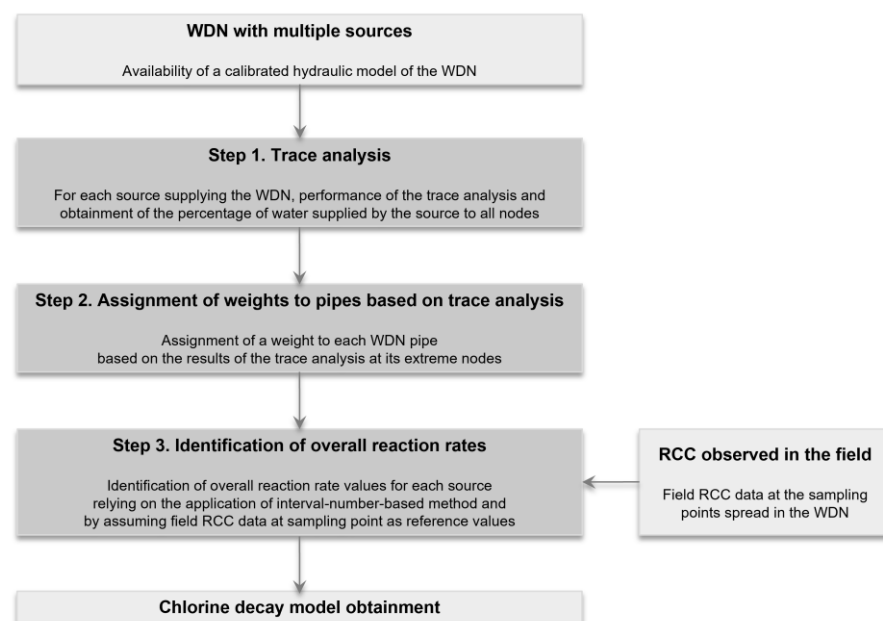 WDN with multiple sources
Availability of a calibrated hydraulic model of the WDN
Step 1. Trace analysis
For each source supplying the WDN, performance of the trace analysis and
obtainment of the percentage of water supplied by the source to all nodes
Step 2. Assignment of weights to pipes based on trace analysis
Assignment of a weight to each WDN pipe
based on the results of the trace analysis at its extreme nodes
Step 3. Identification of overall reaction rates
Identification of overall reaction rate values for each source
relying on the application of interval-number-based method and
by assuming field RCC data at sampling point as reference values
RCC observed in the field
Field RCC data at the sampling
points spread in the WDN
Chlorine decay model obtainment